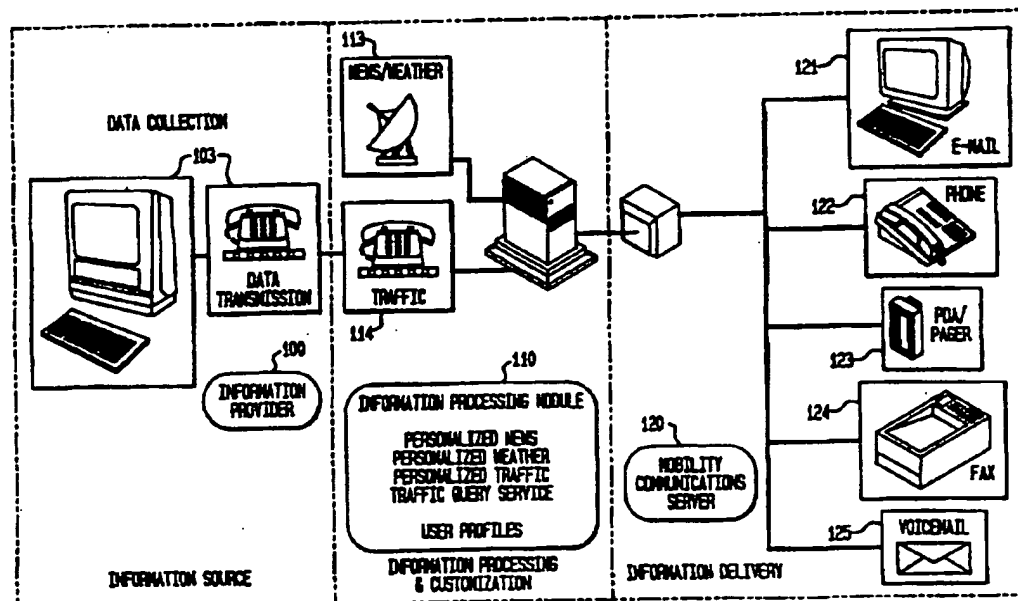 DATA COLLECTION
103
DATA
TRANSMISSION
100
INFORMATION
PROVIDER
INFORMATION SOURCE
113
NEWS/WEATHER
TRAFFIC
114
110
INFORMATION PROCESSING MODULE
PERSONALIZED NEWS
PERSONALIZED WEATHER
PERSONALIZED TRAFFIC
TRAFFIC QUERY SERVICE
USER PROFILES
INFORMATION PROCESSING
& CUSTOMIZATION
120
MOBILITY
COMMUNICATIONS
SERVER
INFORMATION DELIVERY
121
E-MAIL
122
PHONE
PDA/
PAGER
123
124
FAX
125
VOICEMAIL